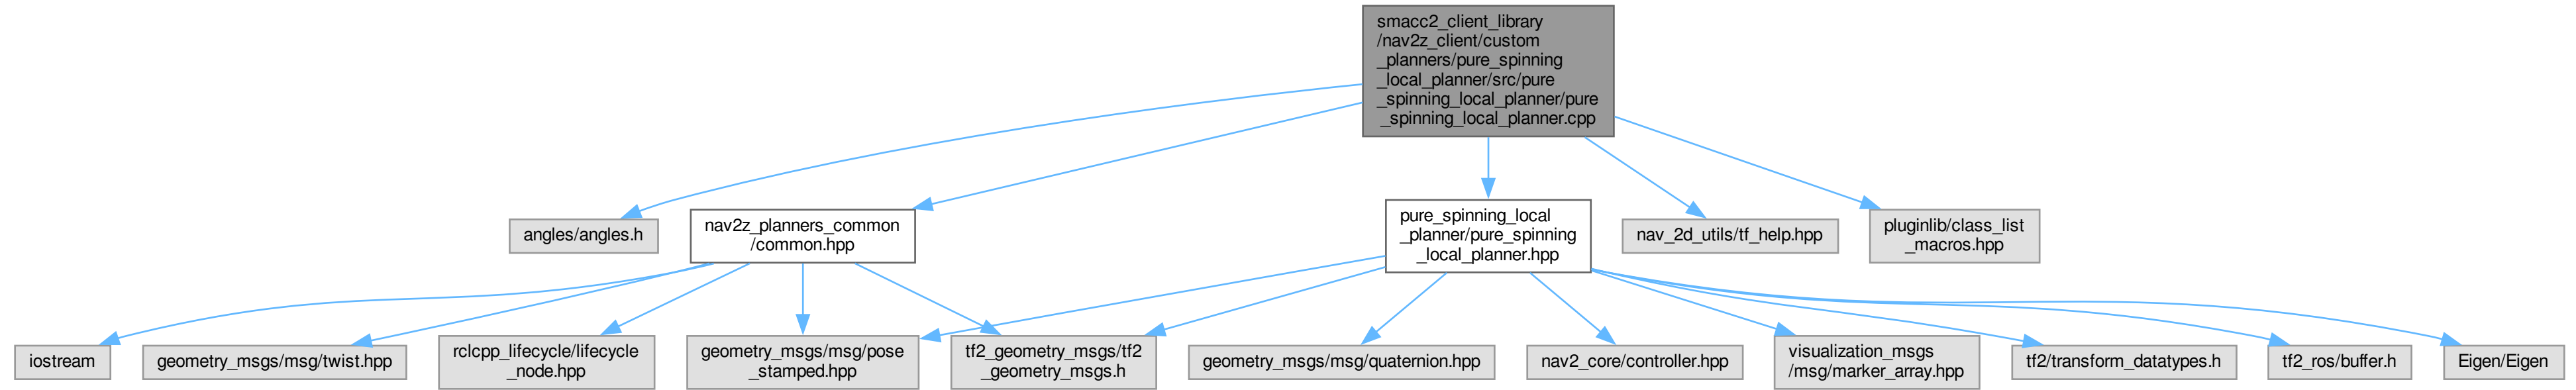 smacc2_client_library
/nav2z_client/custom
_planners/pure_spinning
_local_planner/src/pure
_spinning_local_planner/pure
_spinning_local_planner.cpp
angles/angles.h
nav2z_planners_common
/common.hpp
pure_spinning_local
_planner/pure_spinning
_local_planner.hpp
nav_2d_utils/tf_help.hpp
pluginlib/class_list
_macros.hpp
iostream
geometry_msgs/msg/twist.hpp
rclcpp_lifecycle/lifecycle
_node.hpp
geometry_msgs/msg/pose
_stamped.hpp
tf2_geometry_msgs/tf2
_geometry_msgs.h
geometry_msgs/msg/quaternion.hpp
nav2_core/controller.hpp
visualization_msgs
/msg/marker_array.hpp
tf2/transform_datatypes.h
tf2_ros/buffer.h
Eigen/Eigen